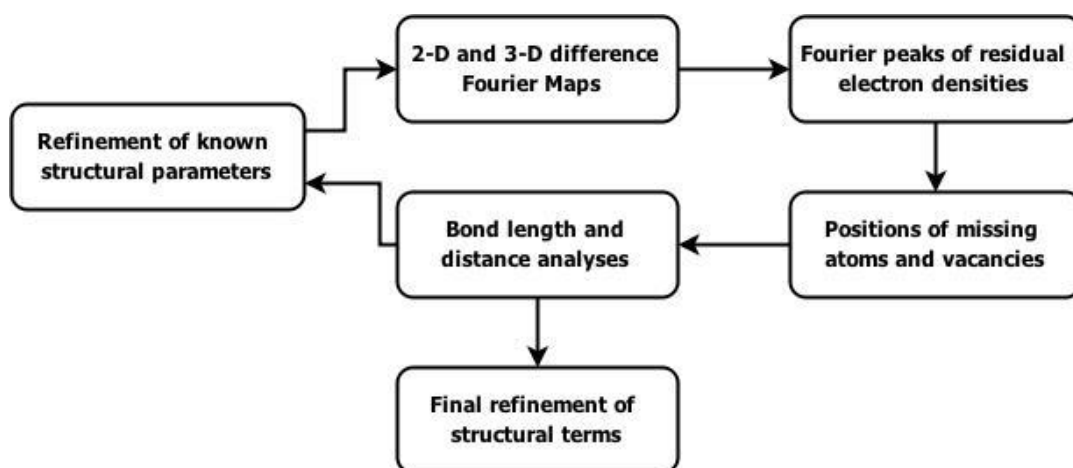 2-D and 3-D difference
Fourier Maps
Fourier peaks of residual
electron densities
Refinement of known
structural parameters
Bond length and
distance analyses
Positions of missing
atoms and vacancies
Final refinement of
structural terms